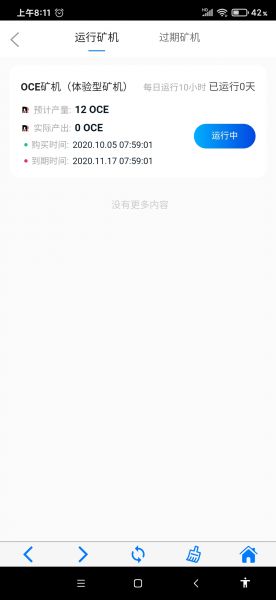 上午8:11 HD 42%
运行矿机 过期矿机
OCE矿机（体验型矿机） 每日运行10小时 已运行0天
预计产量: 12 OCE
实际产出: 0 OCE
运行中
购买时间: 2020.10.05 07:59:01
到期时间: 2020.11.17 07:59:01
没有更多内容